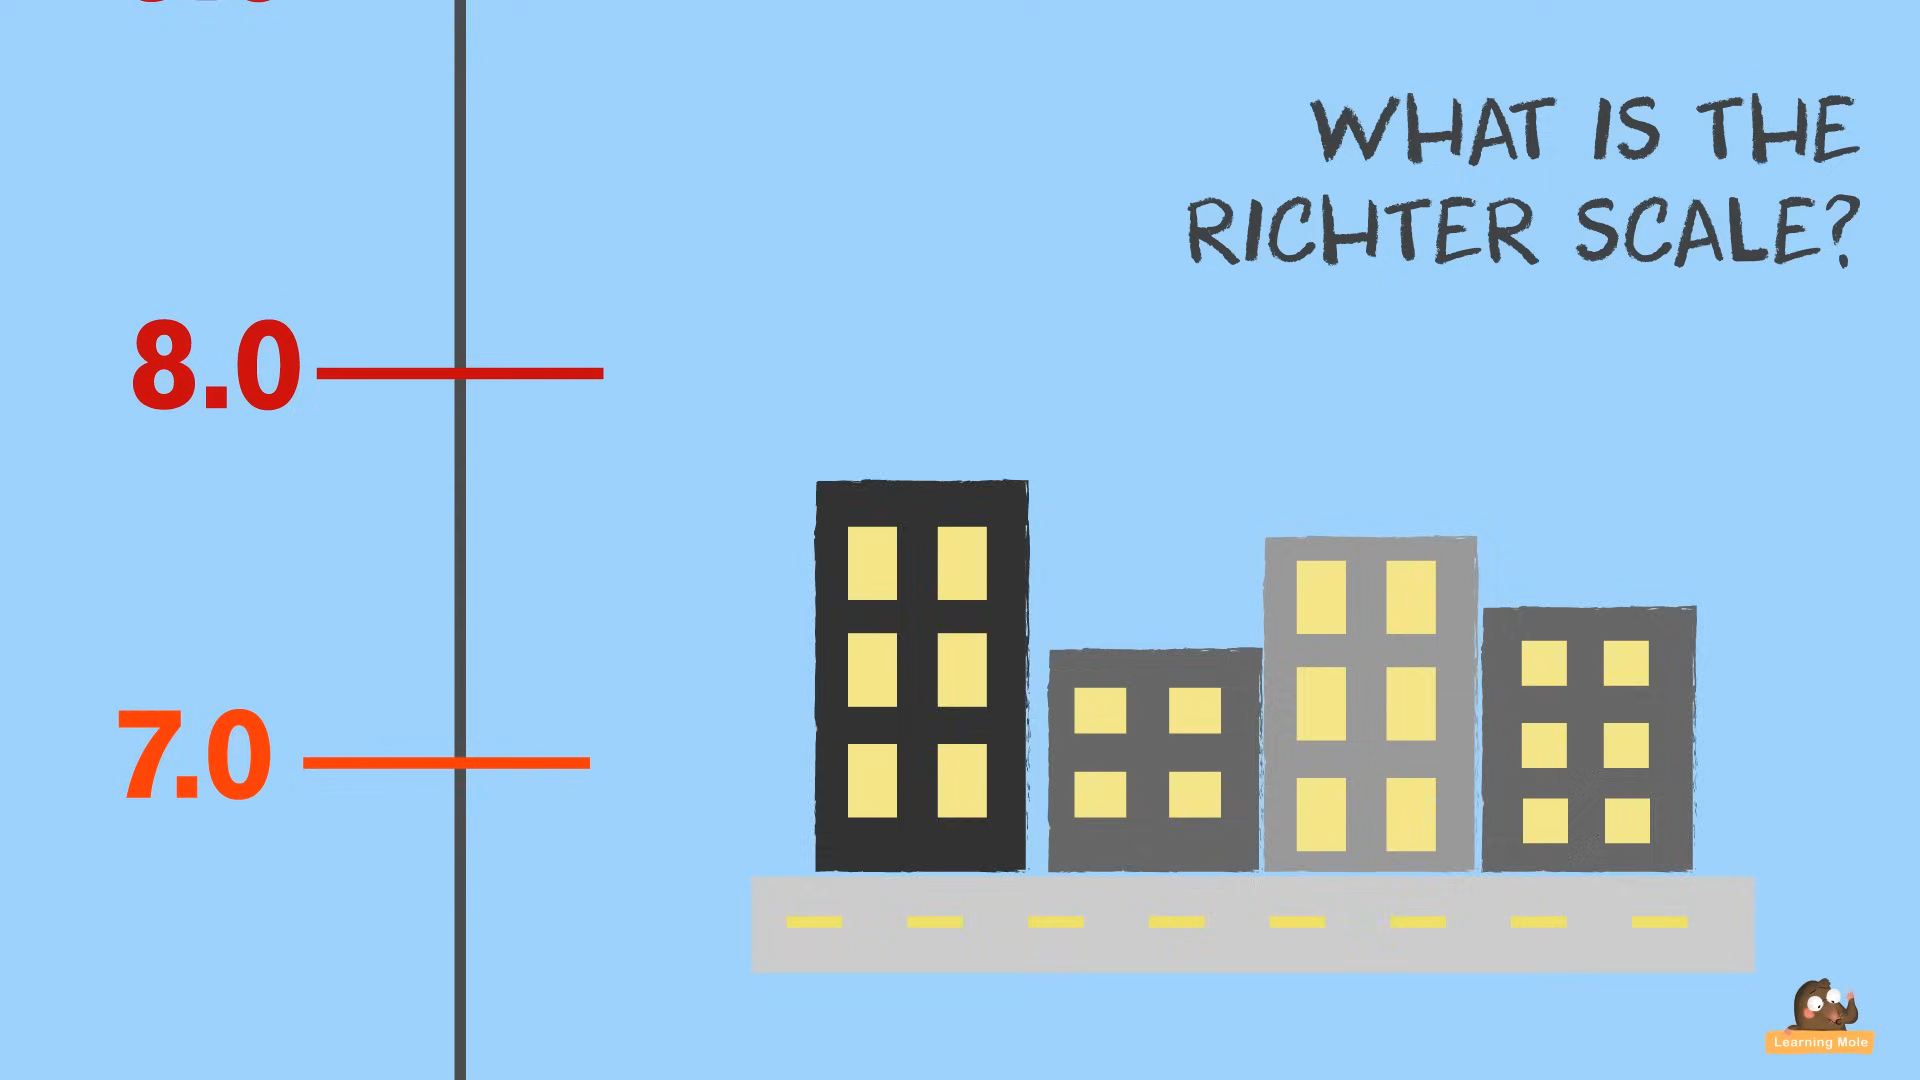 WHAT IS THE
RICHTER SCALE?
8.0
7.0
Learning Mole